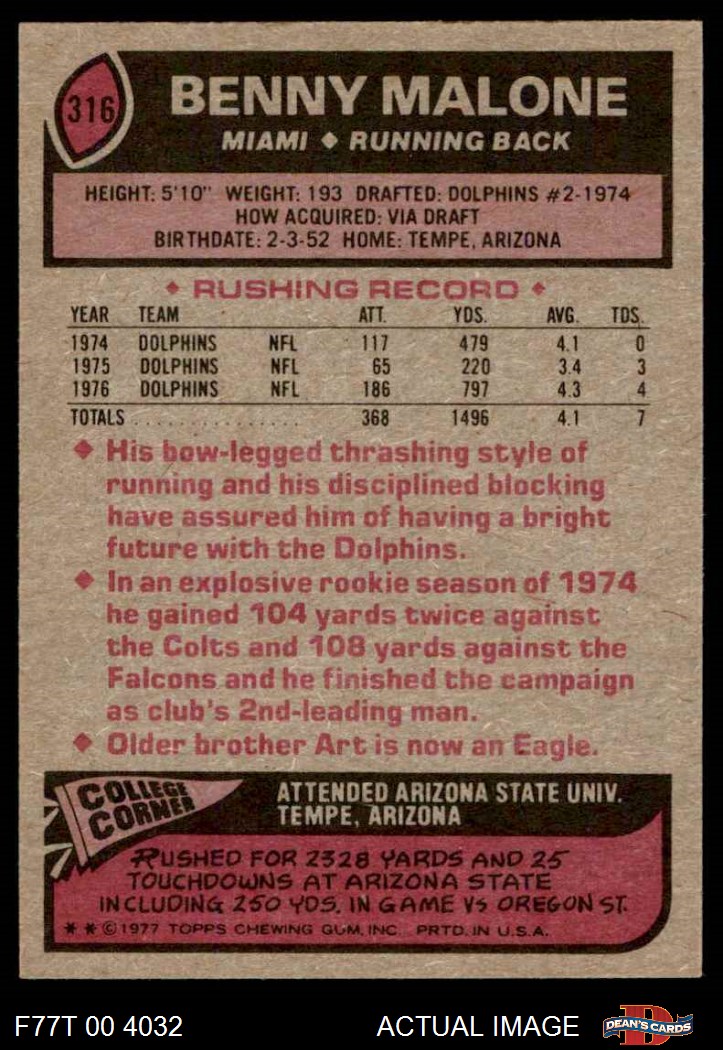 316
BENNY MALONE
MIAMI ◆ RUNNING BACK
HEIGHT: 5'10" WEIGHT: 193 DRAFTED: DOLPHINS #2-1974
HOW ACQUIRED: VIA DRAFT
BIRTHDATE: 2-3-52 HOME: TEMPE, ARIZONA
◆ RUSHING RECORD ◆
YEAR TEAM ATT. YDS. AVG. TDS.
1974 DOLPHINS NFL 117 479 4.1 0
1975 DOLPHINS NFL 65 220 3.4 3
1976 DOLPHINS NFL 186 797 4.3 4
TOTALS ................ 368 1496 4.1 7
◆ His bow-legged thrashing style of
running and his disciplined blocking
have assured him of having a bright
future with the Dolphins.
◆ In an explosive rookie season of 1974
he gained 104 yards twice against
the Colts and 108 yards against the
Falcons and he finished the campaign
as club's 2nd-leading man.
◆ Older brother Art is now an Eagle.
COLLEGE
CORNER
ATTENDED ARIZONA STATE UNIV.
TEMPE, ARIZONA
RUSHED FOR 2328 YARDS AND 25
TOUCHDOWNS AT ARIZONA STATE
INCLUDING 250 YDS. IN GAME VS OREGON ST.
* * © 1977 TOPPS CHEWING GUM, INC. PRTD. IN U.S.A.
F77T 00 4032
ACTUAL IMAGE
D
DEAN'S CARDS